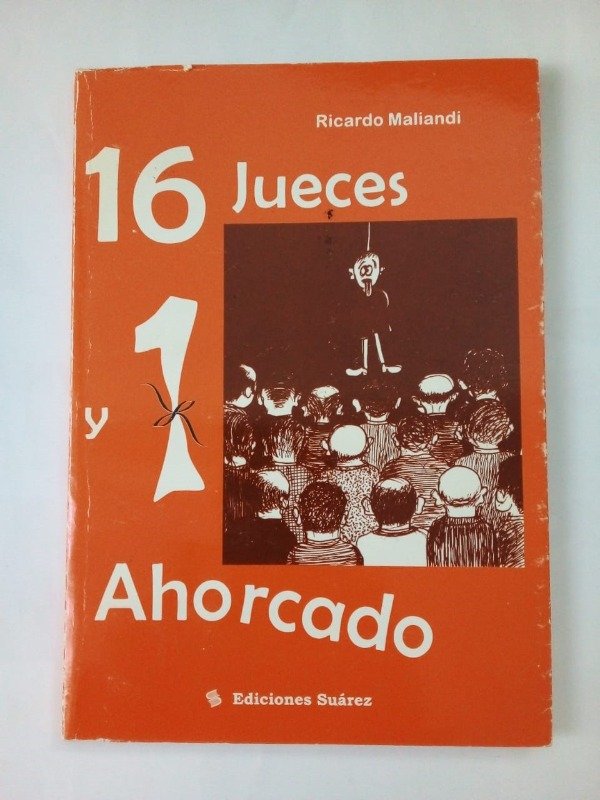 Ricardo Maliandi
16 Jueces
y 1
Ahorcado
Ediciones Suárez